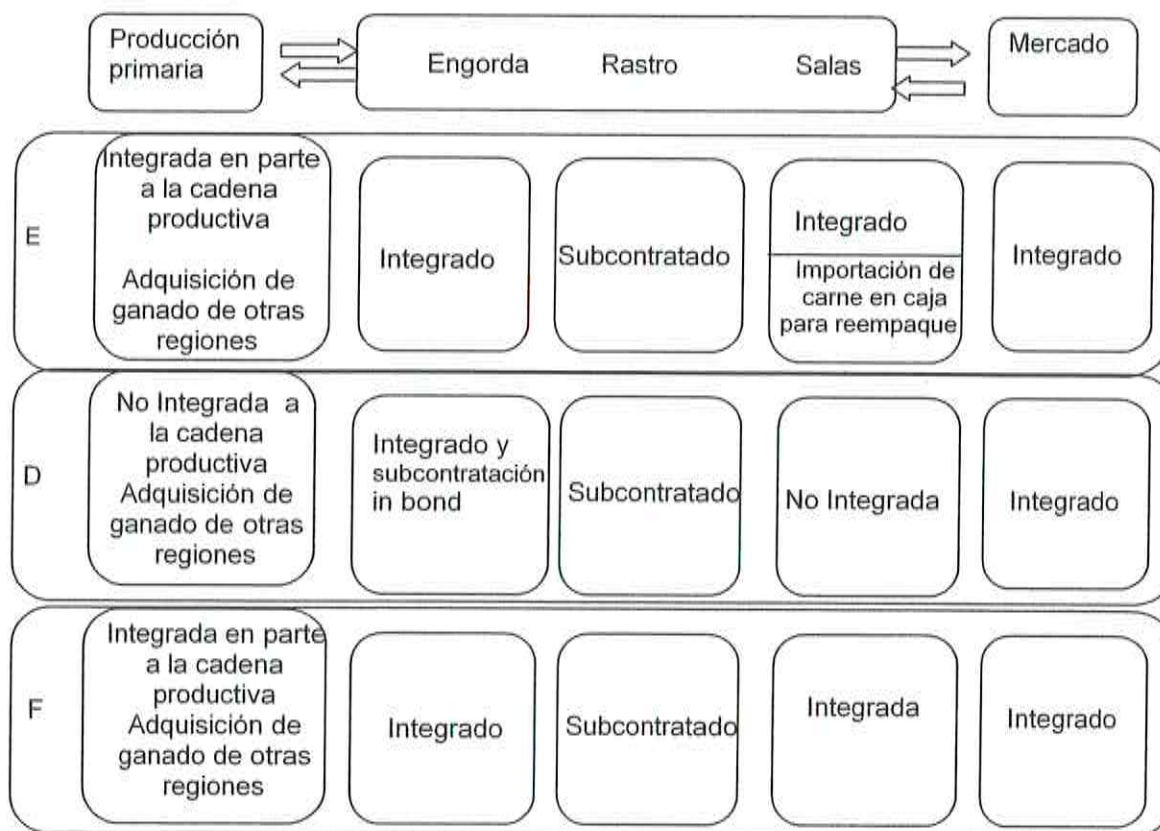 Producción
primaria
Engorda
Rastro
Salas
Mercado
E
Integrada en parte
a la cadena
productiva
Adquisición de
ganado de otras
regiones
Integrado
Subcontratado
Integrado
Importación de
carne en caja
para reempaque
Integrado
D
No Integrada a
la cadena
productiva
Adquisición de
ganado de otras
regiones
Integrado y
subcontratación
in bond
Subcontratado
No Integrada
Integrado
F
Integrada en parte
a la cadena
productiva
Adquisición de
ganado de otras
regiones
Integrado
Subcontratado
Integrada
Integrado